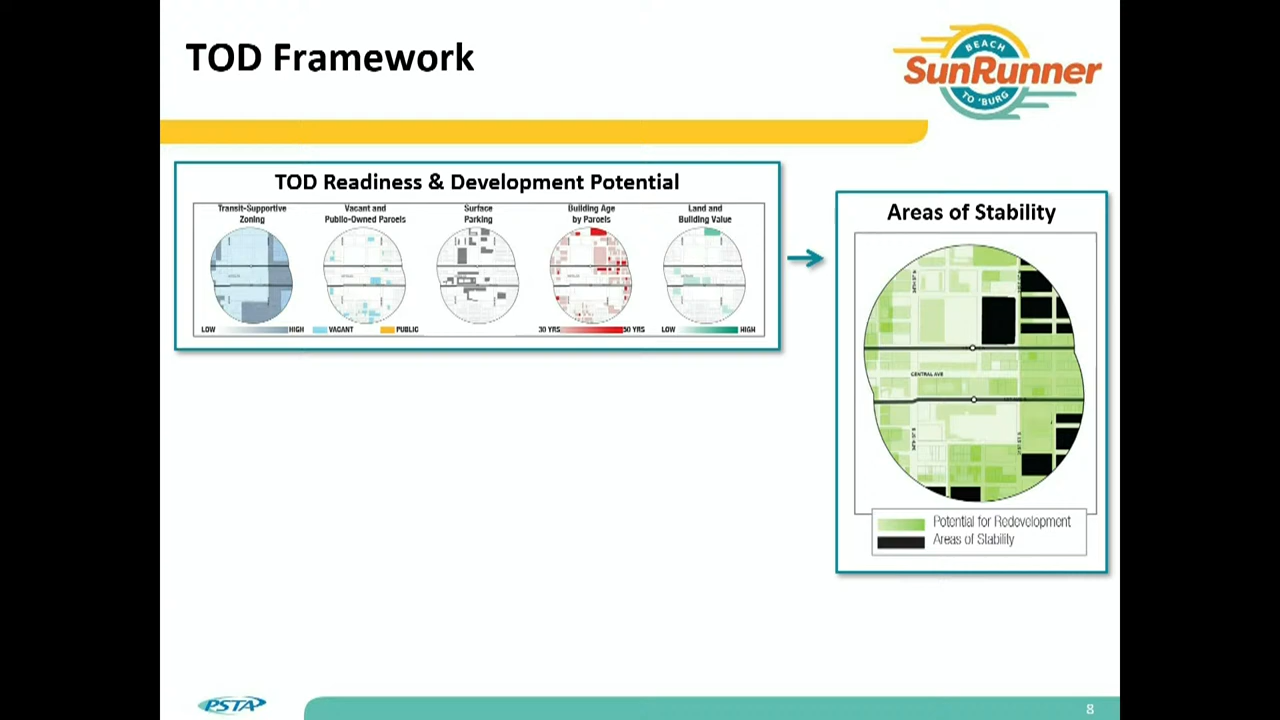 TOD Framework
BEACH
SunRunner
TO 'BURG
TOD Readiness & Development Potential
Transit-Supportive
Zoning
Vacant and
Publio-Owned Parcels
Surface
Parking
Building Age
by Parcels
Land and
Building Value
LOW HIGH
VACANT PUBLIC
30 YRS 50 YRS
LOW HIGH
Areas of Stability
CENTRAL AVE
Potential for Redevelopment
Areas of Stability
PSTA
8